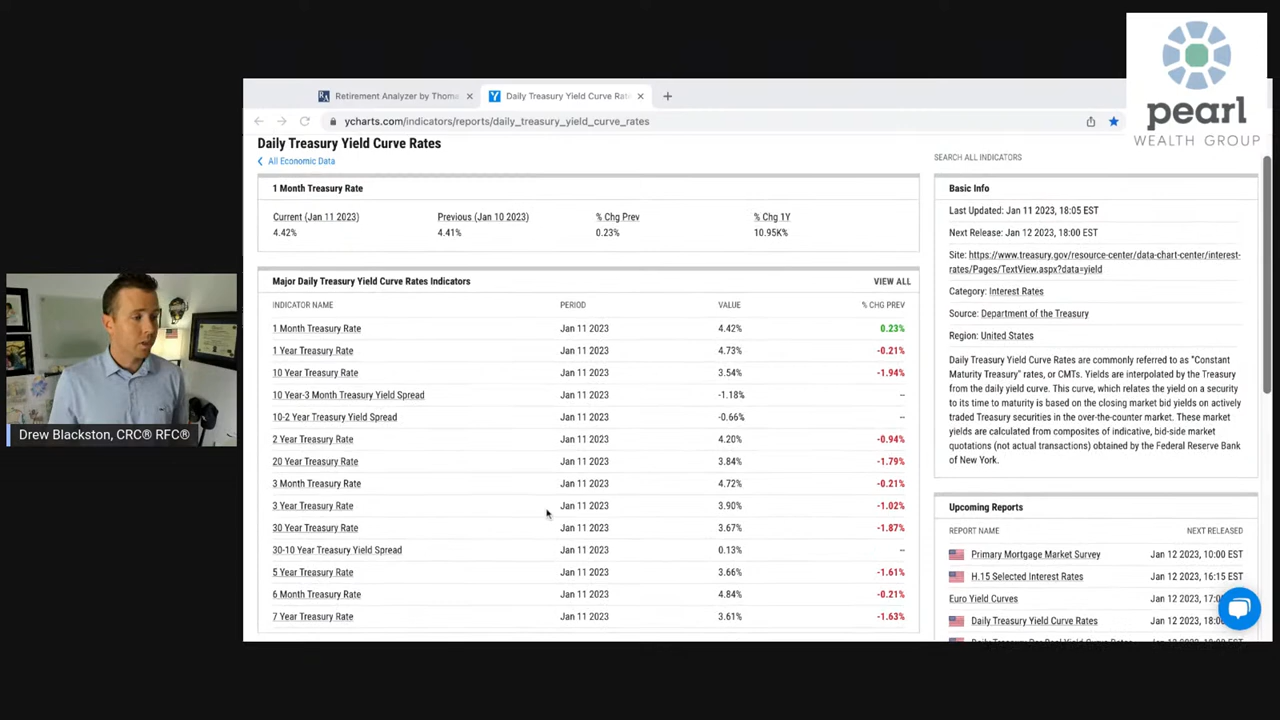 pearl
WEALTH GROUP
Retirement Analyzer by Thoma
Daily Treasury Yield Curve Rat
ycharts.com/indicators/reports/daily_treasury_yield_curve_rates
Daily Treasury Yield Curve Rates
All Economic Data
1 Month Treasury Rate
Current (Jan 11 2023) Previous (Jan 10 2023) % Chg Prev % Chg 1Y
4.42% 4.41% 0.23% 10.95K%
Major Daily Treasury Yield Curve Rates Indicators VIEW ALL
INDICATOR NAME PERIOD VALUE % CHG PREV
1 Month Treasury Rate Jan 11 2023 4.42% 0.23%
1 Year Treasury Rate Jan 11 2023 4.73% -0.21%
10 Year Treasury Rate Jan 11 2023 3.54% -1.94%
10 Year-3 Month Treasury Yield Spread Jan 11 2023 -1.18% --
10-2 Year Treasury Yield Spread Jan 11 2023 -0.66% --
2 Year Treasury Rate Jan 11 2023 4.20% -0.94%
20 Year Treasury Rate Jan 11 2023 3.84% -1.79%
3 Month Treasury Rate Jan 11 2023 4.72% -0.21%
3 Year Treasury Rate Jan 11 2023 3.90% -1.02%
30 Year Treasury Rate Jan 11 2023 3.67% -1.87%
30-10 Year Treasury Yield Spread Jan 11 2023 0.13% --
5 Year Treasury Rate Jan 11 2023 3.66% -1.61%
6 Month Treasury Rate Jan 11 2023 4.84% -0.21%
7 Year Treasury Rate Jan 11 2023 3.61% -1.63%
SEARCH ALL INDICATORS
Basic Info
Last Updated: Jan 11 2023, 18:05 EST
Next Release: Jan 12 2023, 18:00 EST
Site: https://www.treasury.gov/resource-center/data-chart-center/interest-
rates/Pages/TextView.aspx?data=yield
Category: Interest Rates
Source: Department of the Treasury
Region: United States
Daily Treasury Yield Curve Rates are commonly referred to as "Constant
Maturity Treasury" rates, or CMTs. Yields are interpolated by the Treasury
from the daily yield curve. This curve, which relates the yield on a security
to its time to maturity is based on the closing market bid yields on actively
traded Treasury securities in the over-the-counter market. These market
yields are calculated from composites of indicative, bid-side market
quotations (not actual transactions) obtained by the Federal Reserve Bank
of New York.
Upcoming Reports
REPORT NAME NEXT RELEASED
Primary Mortgage Market Survey Jan 12 2023, 10:00 EST
H.15 Selected Interest Rates Jan 12 2023, 16:15 EST
Euro Yield Curves Jan 12 2023, 17:0
Daily Treasury Yield Curve Rates Jan 12 2023, 18:0
Drew Blackston, CRC® RFC®